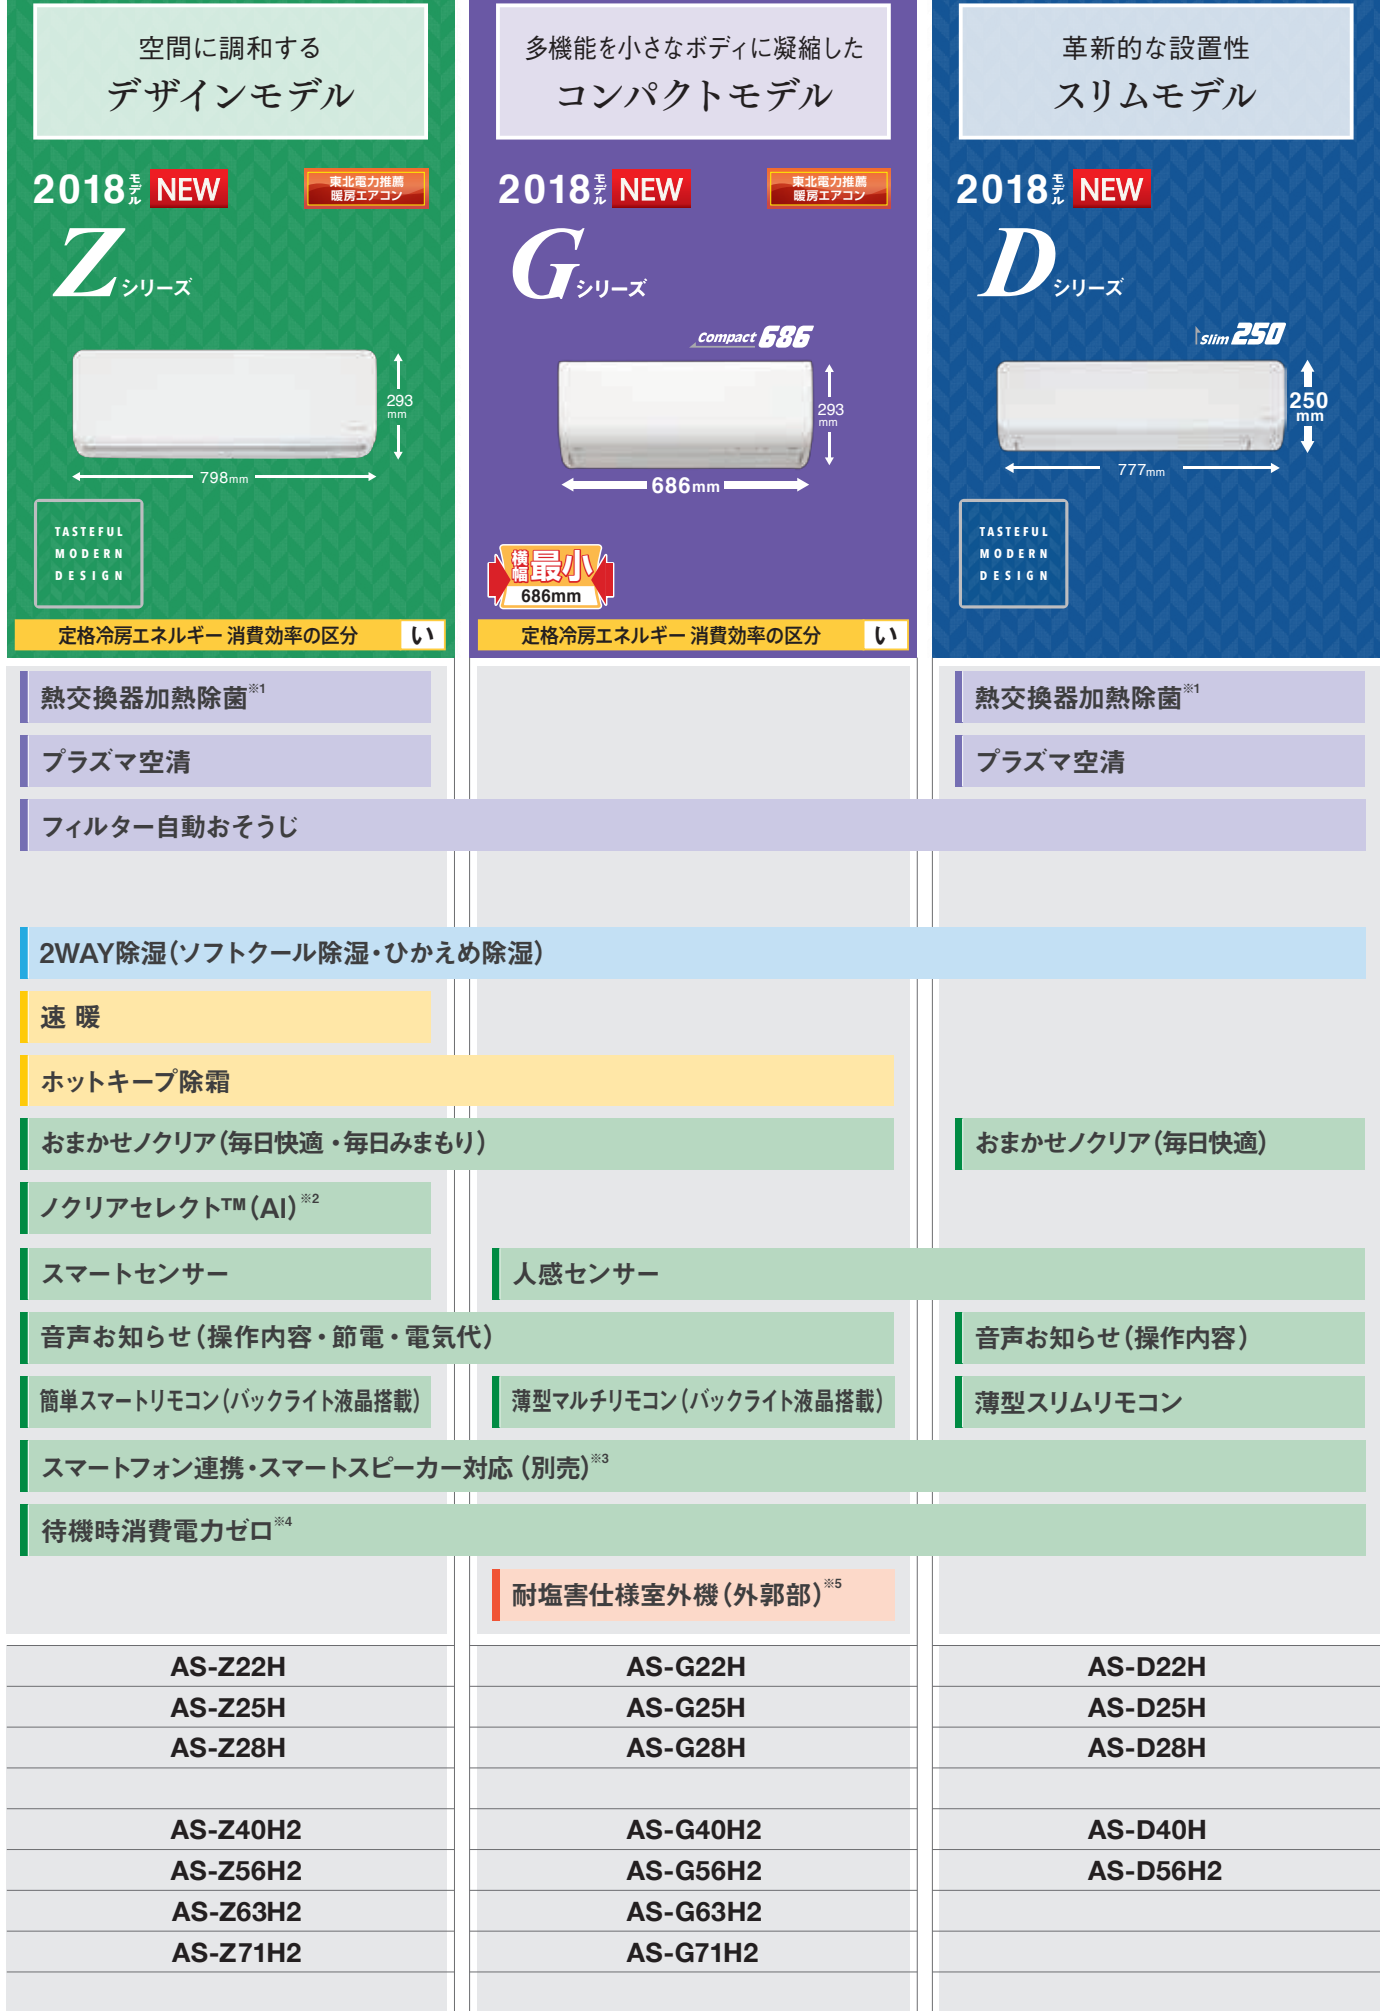 空間に調和する
デザインモデル
2018モデル NEW
東北電力推薦
暖房エアコン
Zシリーズ
293
mm
798mm
TASTEFUL
MODERN
DESIGN
定格冷房エネルギー消費効率の区分 い
多機能を小さなボディに凝縮した
コンパクトモデル
2018モデル NEW
東北電力推薦
暖房エアコン
Gシリーズ
Compact 686
293
mm
686mm
横幅 最小
686mm
定格冷房エネルギー消費効率の区分 い
革新的な設置性
スリムモデル
2018モデル NEW
Dシリーズ
Slim 250
250
mm
777mm
TASTEFUL
MODERN
DESIGN
熱交換器加熱除菌※1 熱交換器加熱除菌※1
プラズマ空清 プラズマ空清
フィルター自動おそうじ
2WAY除湿(ソフトクール除湿・ひかえめ除湿)
速 暖
ホットキープ除霜
おまかせノクリア(毎日快適・毎日みまもり) おまかせノクリア(毎日快適)
ノクリアセレクト™(AI)※2
スマートセンサー 人感センサー
音声お知らせ(操作内容・節電・電気代) 音声お知らせ(操作内容)
簡単スマートリモコン(バックライト液晶搭載) 薄型マルチリモコン(バックライト液晶搭載) 薄型スリムリモコン
スマートフォン連携・スマートスピーカー対応(別売)※3
待機時消費電力ゼロ※4
耐塩害仕様室外機(外郭部)※5
AS-Z22H AS-G22H AS-D22H
AS-Z25H AS-G25H AS-D25H
AS-Z28H AS-G28H AS-D28H
AS-Z40H2 AS-G40H2 AS-D40H
AS-Z56H2 AS-G56H2 AS-D56H2
AS-Z63H2 AS-G63H2
AS-Z71H2 AS-G71H2